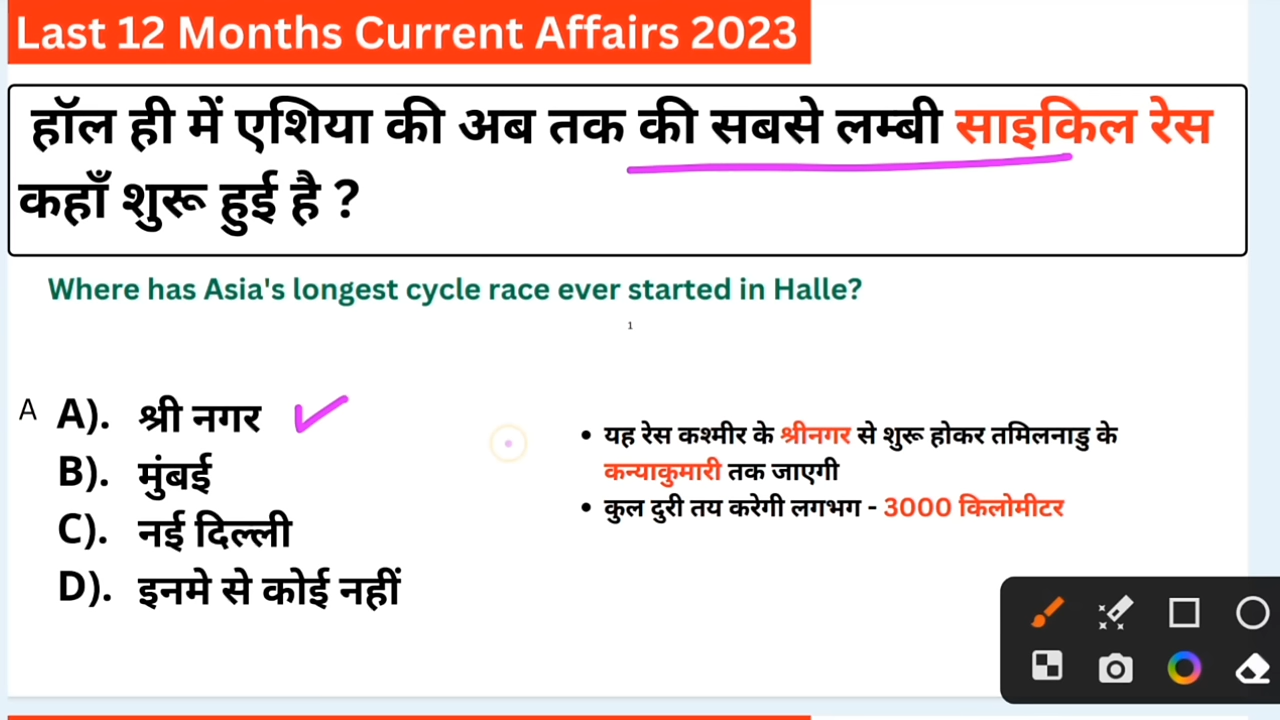 Last 12 Months Current Affairs 2023
हॉल ही में एशिया की अब तक की सबसे लम्बी साइकिल रेस
कहाँ शुरू हुई है ?
Where has Asia's longest cycle race ever started in Halle?
1
A A). श्री नगर
B). मुंबई
C). नई दिल्ली
D). इनमे से कोई नहीं
• यह रेस कश्मीर के श्रीनगर से शुरू होकर तमिलनाडु के
कन्याकुमारी तक जाएगी
• कुल दुरी तय करेगी लगभग - 3000 किलोमीटर